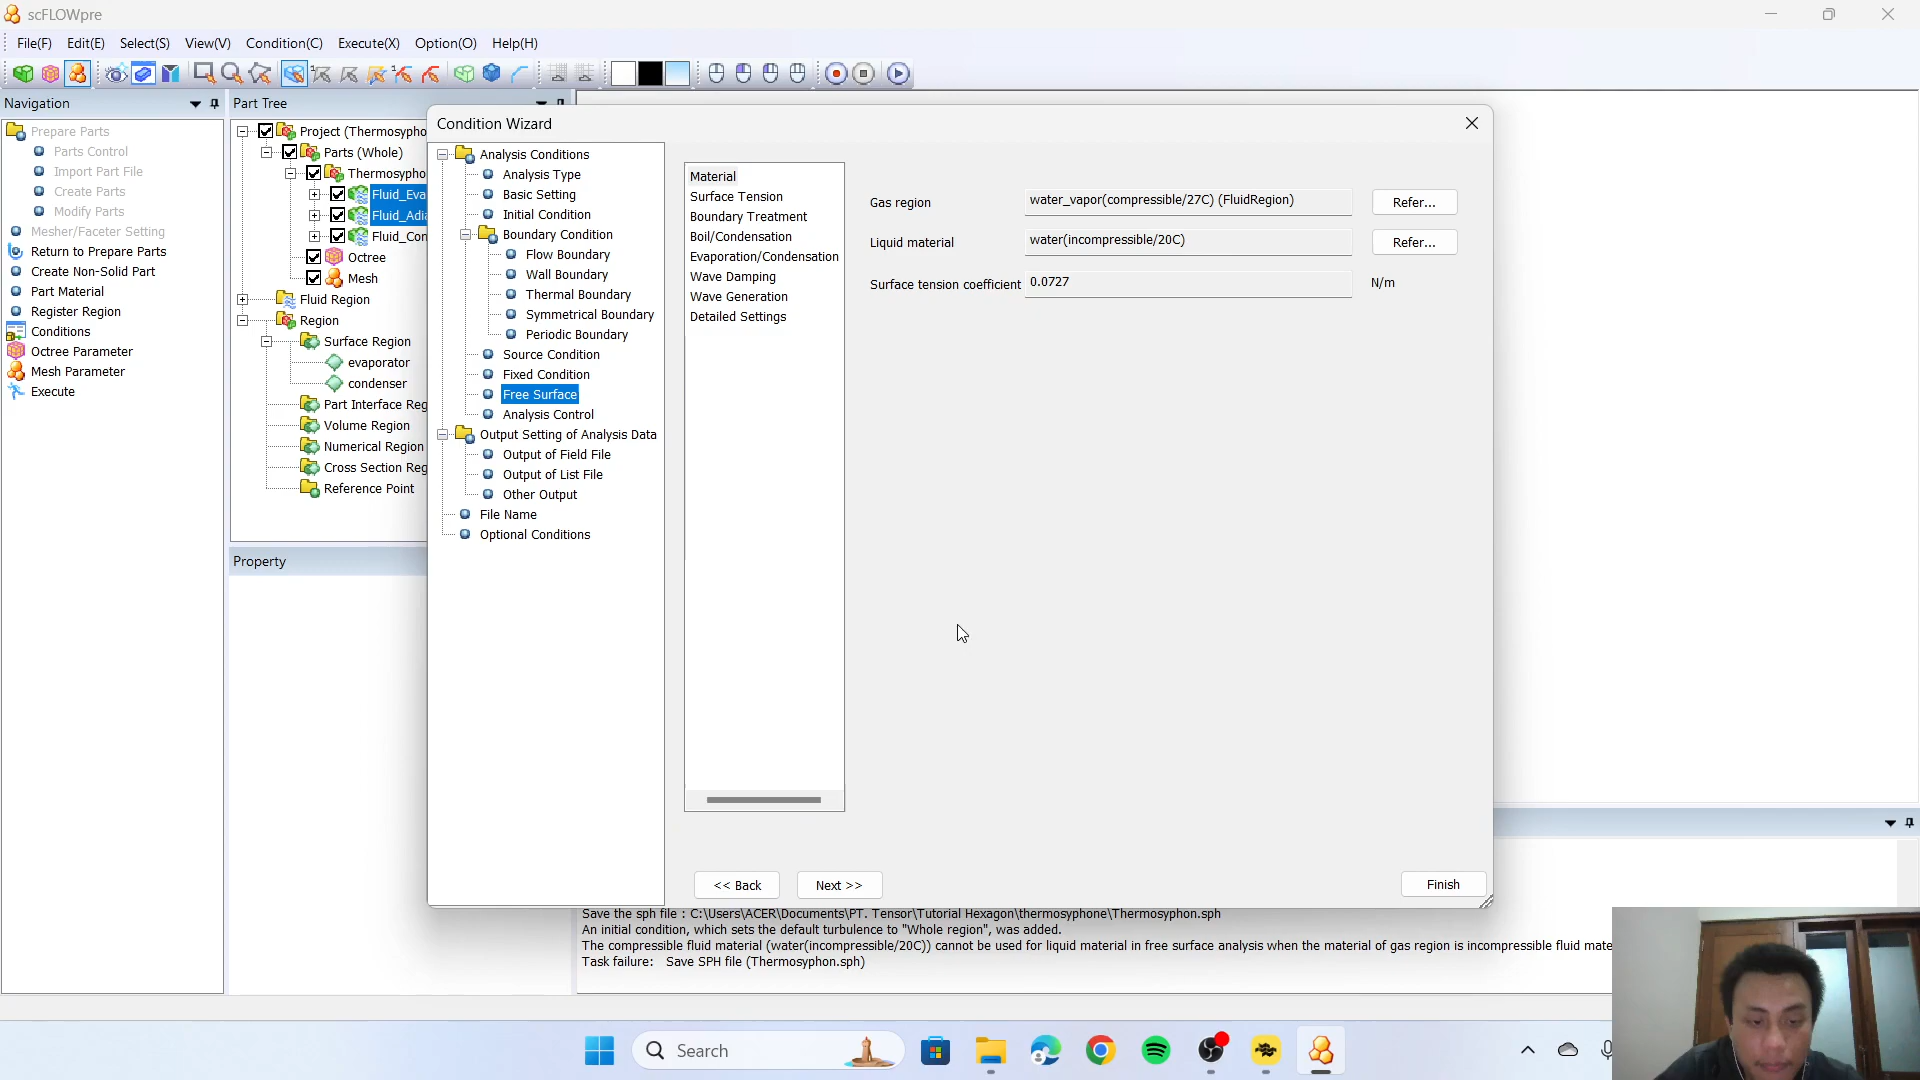 scFLOWpre
File(F) Edit(E) Select(S) View(V) Condition(C) Execute(X) Option(O) Help(H)
Navigation
Prepare Parts
Parts Control
Import Part File
Create Parts
Modify Parts
Mesher/Faceter Setting
Return to Prepare Parts
Create Non-Solid Part
Part Material
Register Region
Conditions
Octree Parameter
Mesh Parameter
Execute
Part Tree
Project (Thermosypho
Parts (Whole)
Thermosypho
Fluid_Eva
Fluid_Adi
Fluid_Con
Octree
Mesh
Fluid Region
Region
Surface Region
evaporator
condenser
Part Interface Reg
Volume Region
Numerical Region
Cross Section Reg
Reference Point
Property
Condition Wizard
Analysis Conditions
Analysis Type
Basic Setting
Initial Condition
Boundary Condition
Flow Boundary
Wall Boundary
Thermal Boundary
Symmetrical Boundary
Periodic Boundary
Source Condition
Fixed Condition
Free Surface
Analysis Control
Output Setting of Analysis Data
Output of Field File
Output of List File
Other Output
File Name
Optional Conditions
Material
Surface Tension
Boundary Treatment
Boil/Condensation
Evaporation/Condensation
Wave Damping
Wave Generation
Detailed Settings
Gas region water_vapor(compressible/27C) (FluidRegion) Refer...
Liquid material water(incompressible/20C) Refer...
Surface tension coefficient 0.0727 N/m
<< Back Next >> Finish
Save the sph file : C:\Users\ACER\Documents\PT. Tensor\Tutorial Hexagon\thermosyphone\Thermosyphon.sph
An initial condition, which sets the default turbulence to "Whole region", was added.
The compressible fluid material (water(incompressible/20C)) cannot be used for liquid material in free surface analysis when the material of gas region is incompressible fluid mate
Task failure: Save SPH file (Thermosyphon.sph)
Search